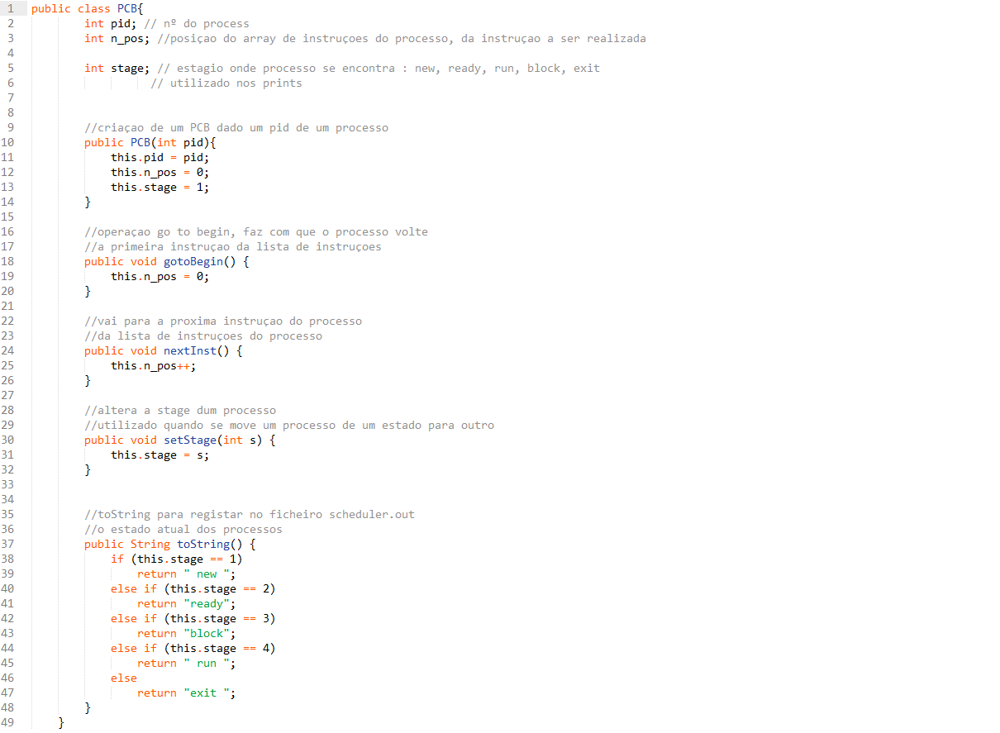 1 public class PCB{
2 int pid; // nº do process
3 int n_pos; //posiçao do array de instruçoes do processo, da instruçao a ser realizada
4
5 int stage; // estagio onde processo se encontra : new, ready, run, block, exit
6 // utilizado nos prints
7
8
9 //criaçao de um PCB dado um pid de um processo
10 public PCB(int pid){
11 this.pid = pid;
12 this.n_pos = 0;
13 this.stage = 1;
14 }
15
16 //operaçao go to begin, faz com que o processo volte
17 //a primeira instruçao da lista de instruçoes
18 public void gotoBegin() {
19 this.n_pos = 0;
20 }
21
22 //vai para a proxima instruçao do processo
23 //da lista de instruçoes do processo
24 public void nextInst() {
25 this.n_pos++;
26 }
27
28 //altera a stage dum processo
29 //utilizado quando se move um processo de um estado para outro
30 public void setStage(int s) {
31 this.stage = s;
32 }
33
34
35 //toString para registar no ficheiro scheduler.out
36 //o estado atual dos processos
37 public String toString() {
38 if (this.stage == 1)
39 return " new ";
40 else if (this.stage == 2)
41 return "ready";
42 else if (this.stage == 3)
43 return "block";
44 else if (this.stage == 4)
45 return " run ";
46 else
47 return "exit ";
48 }
49 }